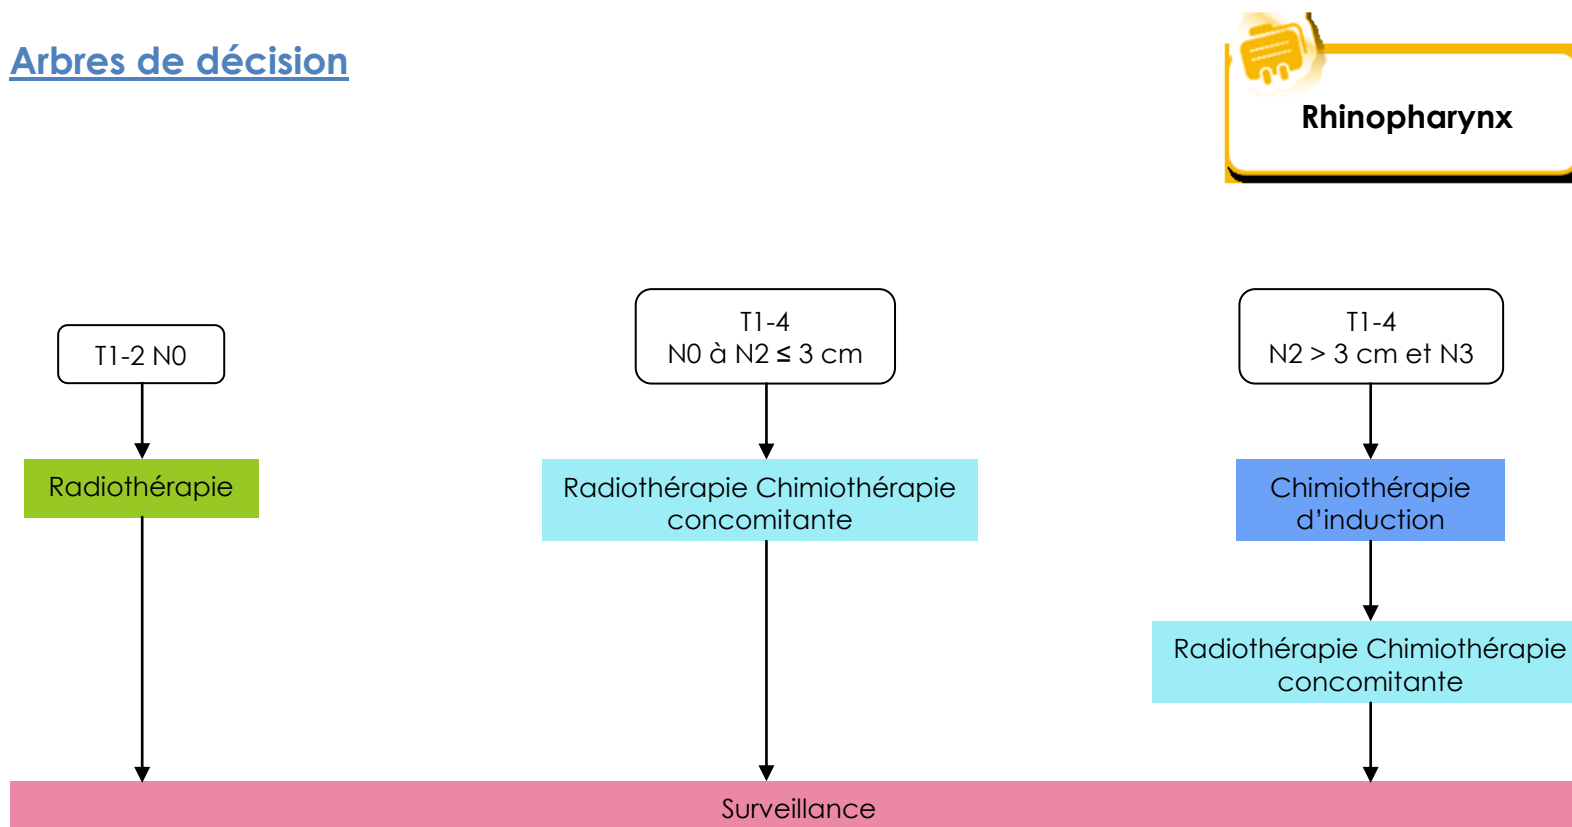 Arbres de décision
Rhinopharynx
T1-2 N0
T1-4
N0 à N2 ≤ 3 cm
T1-4
N2 > 3 cm et N3
Radiothérapie
Radiothérapie Chimiothérapie
concomitante
Chimiothérapie
d’induction
Radiothérapie Chimiothérapie
concomitante
Surveillance